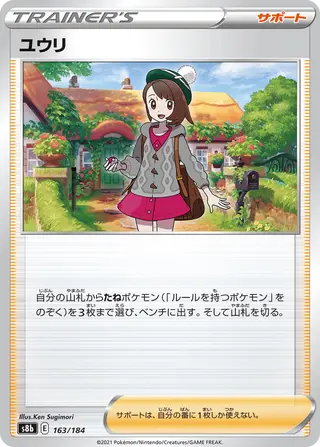 TRAINER'S サポート
ユウリ
自分の山札からたねポケモン(「ルールを持つポケモン」を
のぞく)を3枚まで選び、ベンチに出す。そして山札を切る。
Illus.Ken Sugimori
s8b E 163/184
サポートは、自分の番に1枚しか使えない。
©2021 Pokémon/Nintendo/Creatures/GAME FREAK.